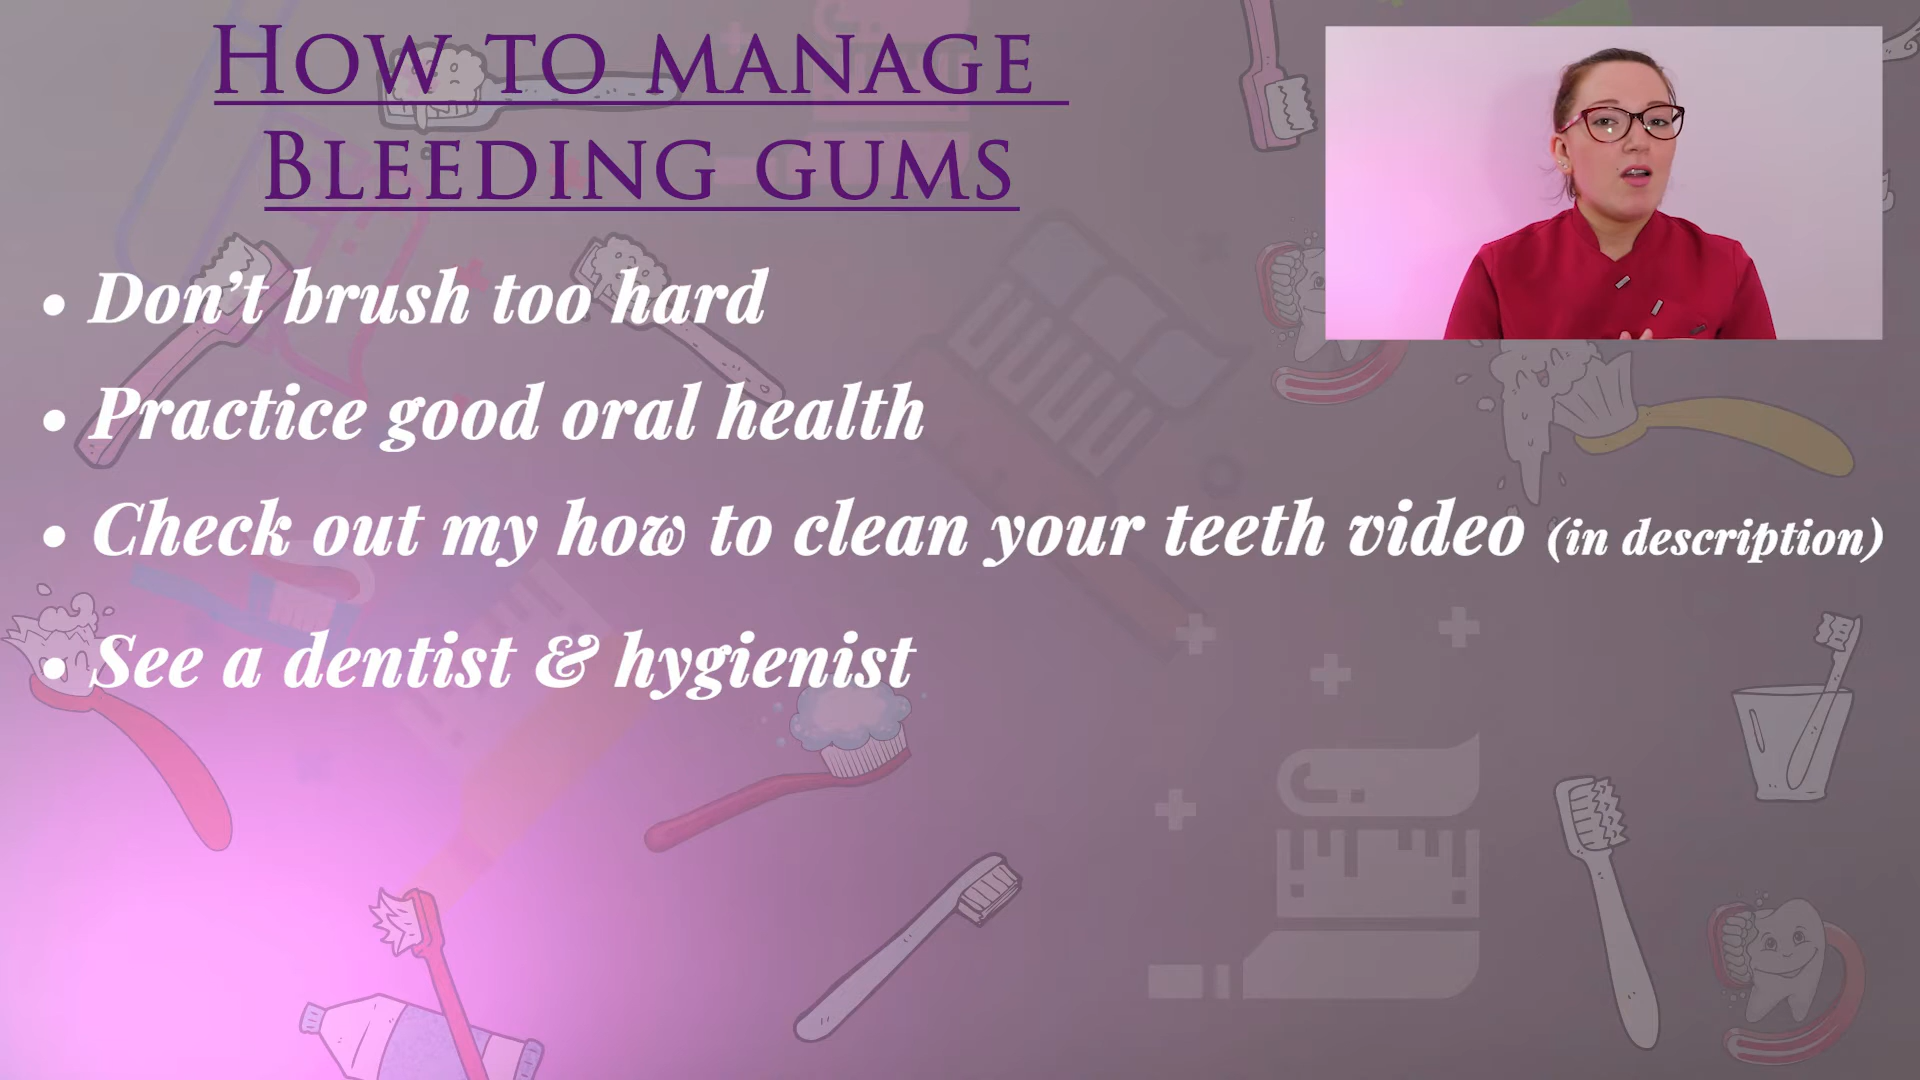 How to manage
Bleeding gums
• Don't brush too hard
• Practice good oral health
• Check out my how to clean your teeth video (in description)
• See a dentist & hygienist